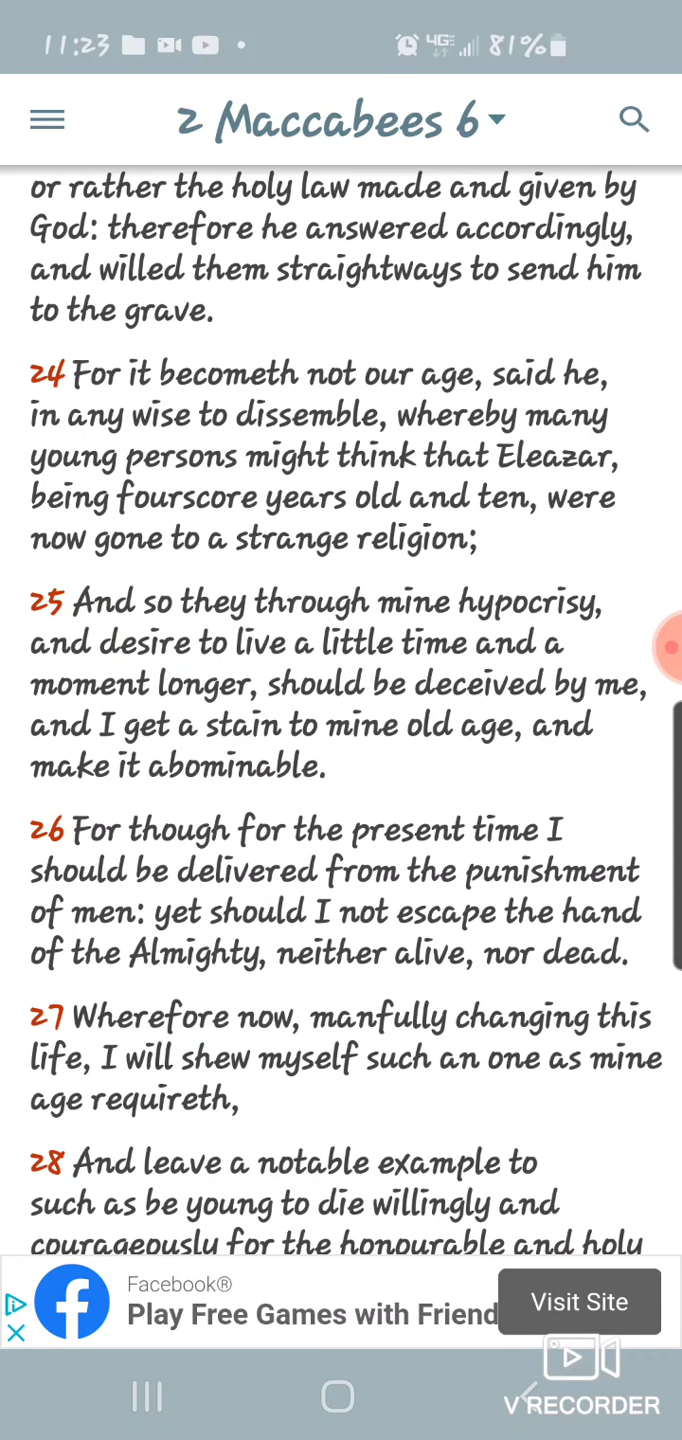 11:23 4GE 81%
2 Maccabees 6
or rather the holy law made and given by
God: therefore he answered accordingly,
and willed them straightways to send him
to the grave.
24 For it becometh not our age, said he,
in any wise to dissemble, whereby many
young persons might think that Eleazar,
being fourscore years old and ten, were
now gone to a strange religion;
25 And so they through mine hypocrisy,
and desire to live a little time and a
moment longer, should be deceived by me,
and I get a stain to mine old age, and
make it abominable.
26 For though for the present time I
should be delivered from the punishment
of men: yet should I not escape the hand
of the Almighty, neither alive, nor dead.
27 Wherefore now, manfully changing this
life, I will shew myself such an one as mine
age requireth,
28 And leave a notable example to
such as be young to die willingly and
courageously for the honourable and holy
Facebook®
Play Free Games with Friend
Visit Site
V RECORDER